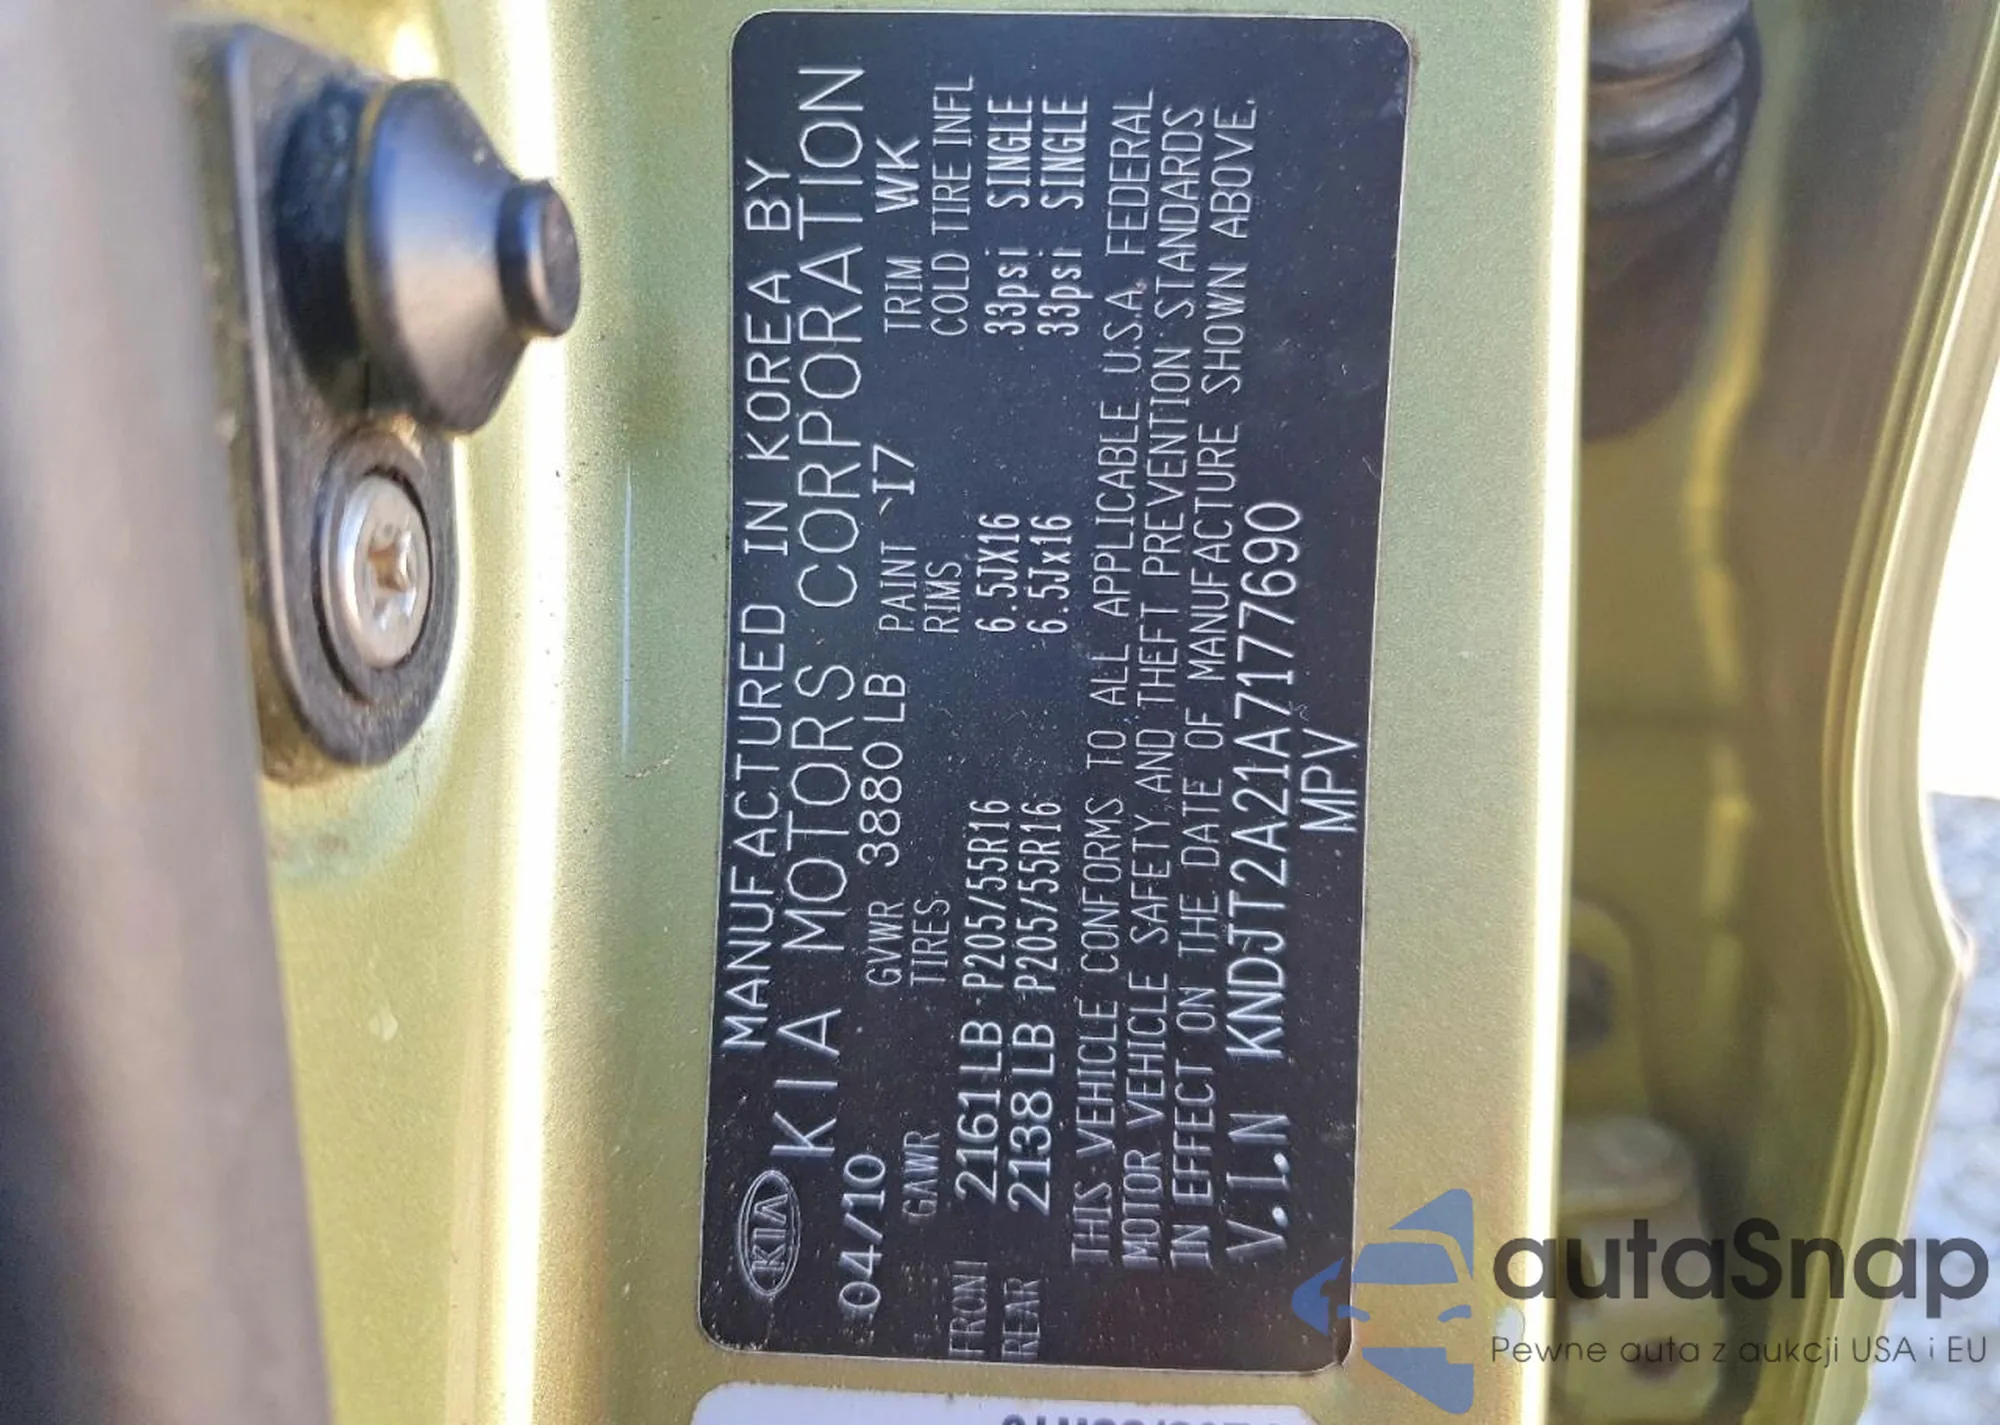 MANUFACTURED IN KOREA BY
KIA KIA MOTORS CORPORATION
04/10 GVWR 3880 LB PAINT I7 TRIM WK
GAWR TIRES RIMS COLD TIRE INFL
FRONT 2161 LB P205/55R16 6.5JX16 33psi SINGLE
REAR 2138 LB P205/55R16 6.5Jx16 33psi SINGLE
THIS VEHICLE CONFORMS TO ALL APPLICABLE U.S.A. FEDERAL
MOTOR VEHICLE SAFETY,AND THEFT PREVENTION STANDARDS
IN EFFECT ON THE DATE OF MANUFACTURE SHOWN ABOVE.
V.I.N KNDJT2A21A7177690
MPV
autaSnap
Pewne auta z aukcji USA i EU